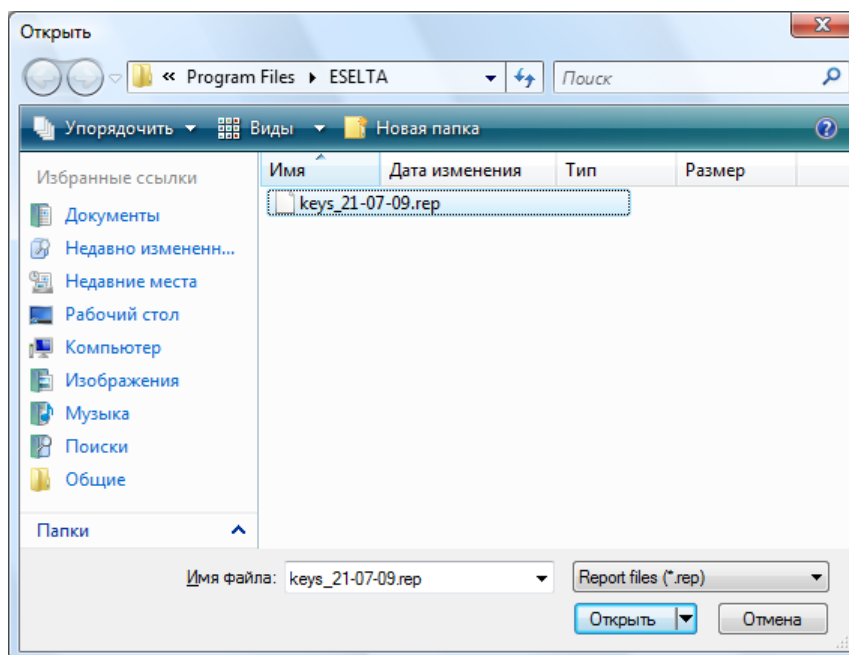 Открыть
« Program Files ▸ ESELTA
Поиск
Упорядочить Виды Новая папка
Избранные ссылки
Документы
Недавно измененн...
Недавние места
Рабочий стол
Компьютер
Изображения
Музыка
Поиски
Общие
Папки
Имя Дата изменения Тип Размер
keys_21-07-09.rep
Имя файла: keys_21-07-09.rep Report files (*.rep)
Открыть Отмена